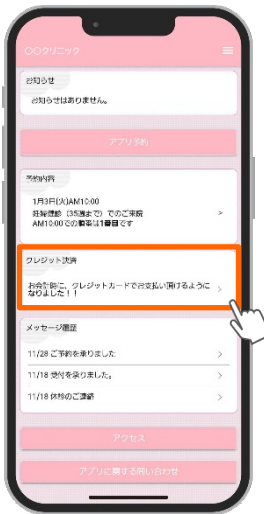 〇〇クリニック
お知らせ
お知らせはありません。
アプリ予約
予約内容
1月3日(火)AM10:00
妊婦健診（35週まで）でのご来院
AM10:00での順番は1番目です
クレジット決済
お会計時に、クレジットカードでお支払い頂けるように
なりました！！
メッセージ履歴
11/28 ご予約を承りました
11/18 受付を承りました。
11/18 休診のご連絡
アクセス
アプリに関する問い合わせ